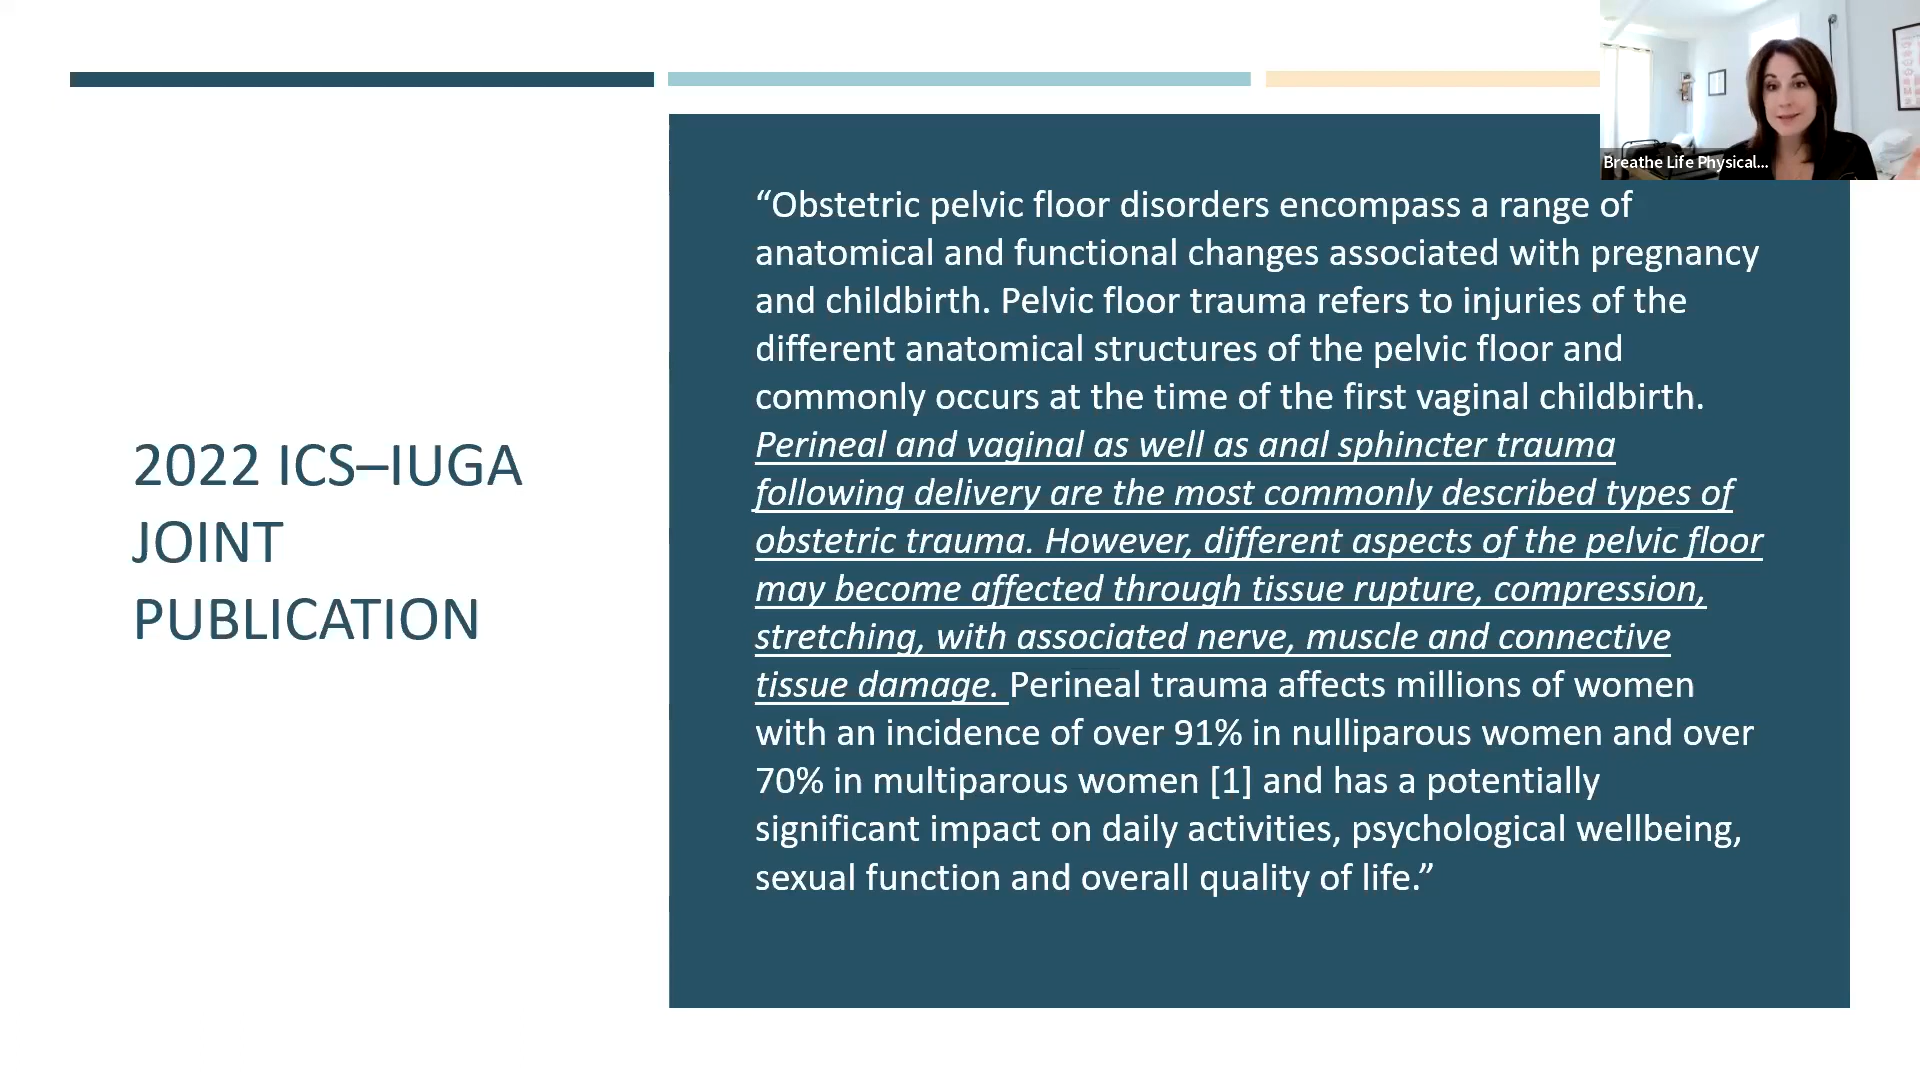 Breathe Life Physical...
2022 ICS–IUGA
JOINT
PUBLICATION
“Obstetric pelvic floor disorders encompass a range of
anatomical and functional changes associated with pregnancy
and childbirth. Pelvic floor trauma refers to injuries of the
different anatomical structures of the pelvic floor and
commonly occurs at the time of the first vaginal childbirth.
Perineal and vaginal as well as anal sphincter trauma
following delivery are the most commonly described types of
obstetric trauma. However, different aspects of the pelvic floor
may become affected through tissue rupture, compression,
stretching, with associated nerve, muscle and connective
tissue damage. Perineal trauma affects millions of women
with an incidence of over 91% in nulliparous women and over
70% in multiparous women [1] and has a potentially
significant impact on daily activities, psychological wellbeing,
sexual function and overall quality of life.”